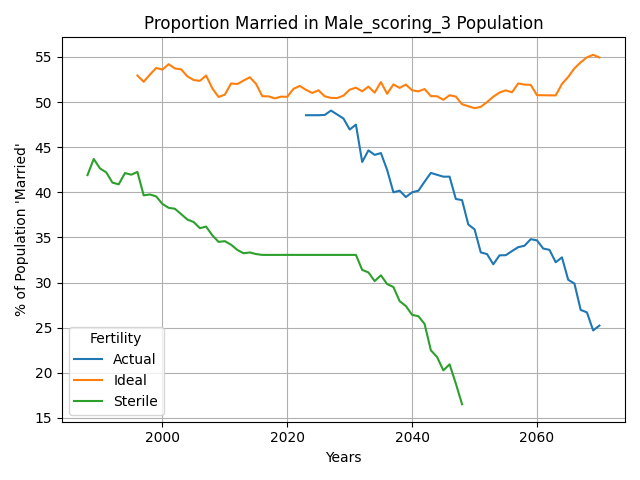 Proportion Married in Male_scoring_3 Population
% of Population 'Married'
55
50
45
40
35
30
25
20
15
Fertility
Actual
Ideal
Sterile
2000
2020
2040
2060
Years